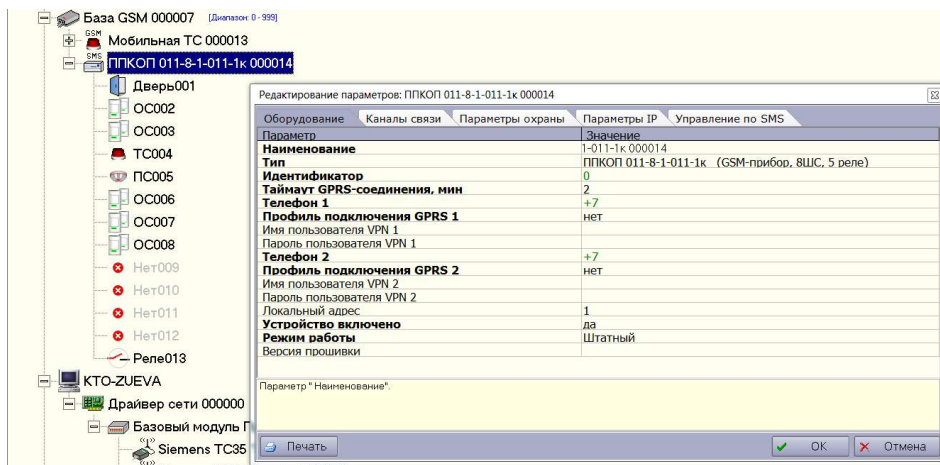 База GSM 000007 [Диапазон: 0 - 999]
GSM
Мобильная ТС 000013
SMS
ППКОП 011-8-1-011-1к 000014
Дверь001
ОС002
ОС003
ТС004
ПС005
ОС006
ОС007
ОС008
Нет009
Нет010
Нет011
Нет012
Реле013
KTO-ZUEVA
Драйвер сети 000000
Базовый модуль
Siemens TC35
Редактирование параметров: ППКОП 011-8-1-011-1к 000014
Оборудование Каналы связи Параметры охраны Параметры IP Управление по SMS
Параметр Значение
Наименование 1-011-1к 000014
Тип ППКОП 011-8-1-011-1к (GSM-прибор, 8ШС, 5 реле)
Идентификатор 0
Таймаут GPRS-соединения, мин 2
Телефон 1 +7
Профиль подключения GPRS 1 нет
Имя пользователя VPN 1
Пароль пользователя VPN 1
Телефон 2 +7
Профиль подключения GPRS 2 нет
Имя пользователя VPN 2
Пароль пользователя VPN 2
Локальный адрес 1
Устройство включено да
Режим работы Штатный
Версия прошивки
Параметр "Наименование".
Печать OK Отмена